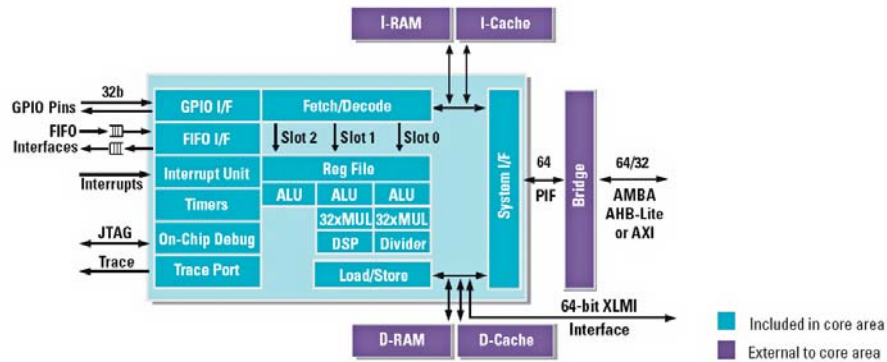 I-RAM
I-Cache
32b
GPIO Pins
GPIO I/F
Fetch/Decode
FIFO
Interfaces
FIFO I/F
Slot 2
Slot 1
Slot 0
Interrupts
Interrupt Unit
Reg File
Timers
ALU
ALU
ALU
32xMUL
32xMUL
JTAG
On-Chip Debug
DSP
Divider
Trace
Trace Port
Load/Store
System I/F
64
PIF
Bridge
64/32
AMBA
AHB-Lite
or AXI
64-bit XLMI
Interface
D-RAM
D-Cache
Included in core area
External to core area